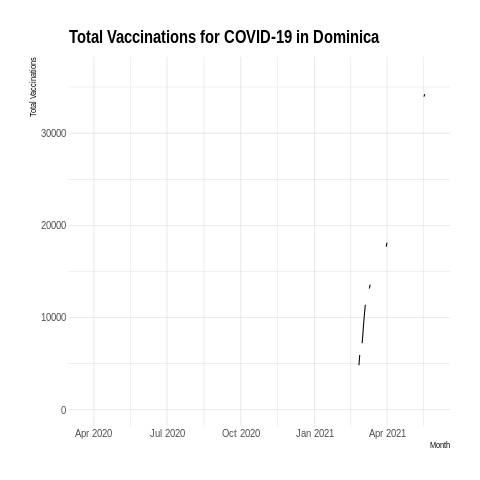 Total Vaccinations for COVID-19 in Dominica
Total Vaccinations
30000
20000
10000
0
Apr 2020 Jul 2020 Oct 2020 Jan 2021 Apr 2021
Month